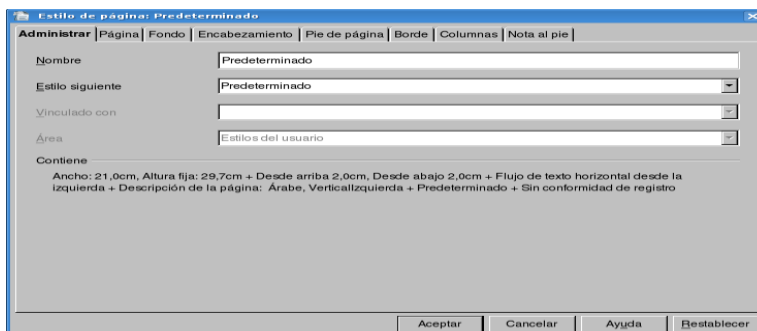 Estilo de página: Predeterminado
Administrar Página Fondo Encabezamiento Pie de página Borde Columnas Nota al pie
Nombre Predeterminado
Estilo siguiente Predeterminado
Vinculado con
Área Estilos del usuario
Contiene
Ancho: 21,0cm, Altura fija: 29,7cm + Desde arriba 2,0cm, Desde abajo 2,0cm + Flujo de texto horizontal desde la
izquierda + Descripción de la página: Árabe, VerticalIzquierda + Predeterminado + Sin conformidad de registro
Aceptar Cancelar Ayuda Restablecer